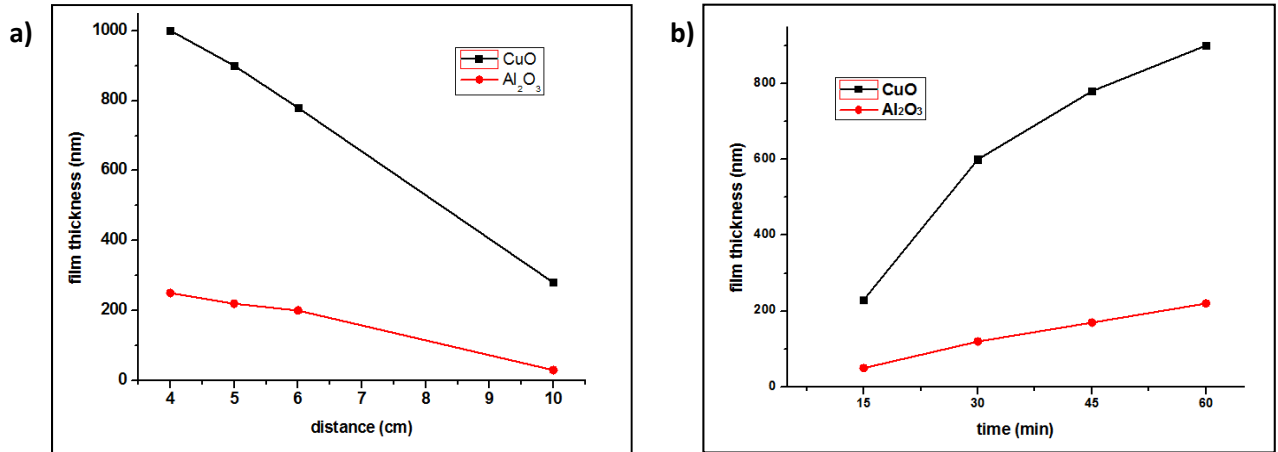 a)
film thickness (nm)
1000
800
600
400
200
0
CuO
Al₂O₃
4 5 6 7 8 9 10
distance (cm)
b)
film thickness (nm)
800
600
400
200
0
CuO
Al₂O₃
15 30 45 60
time (min)